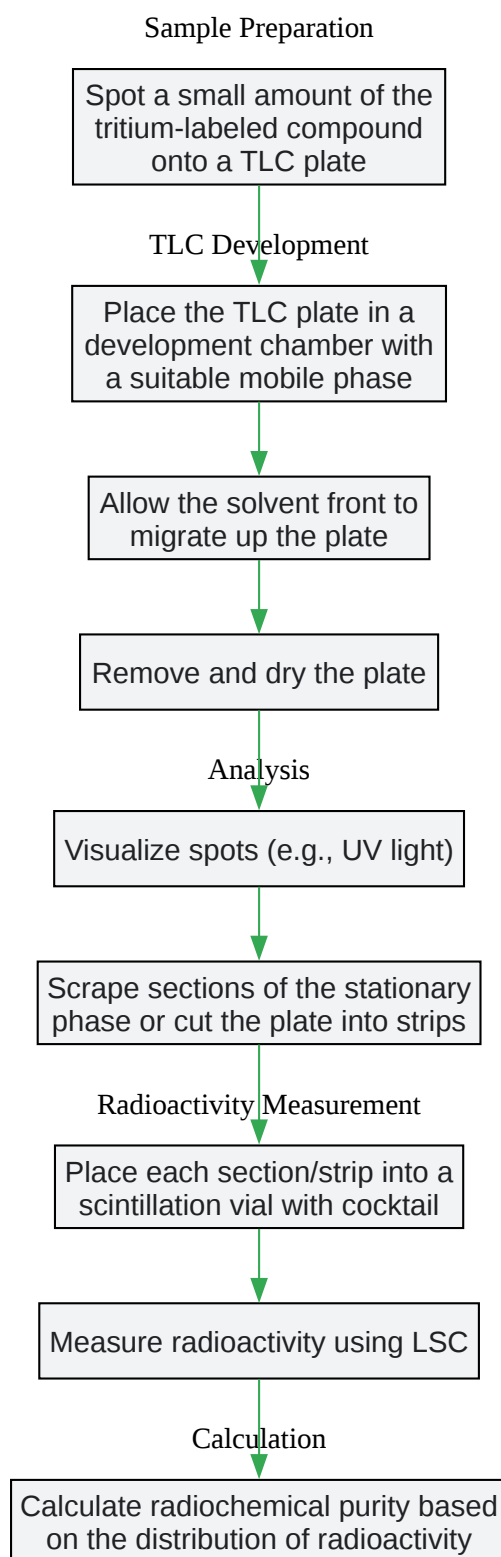 Sample Preparation
Spot a small amount of the
tritium-labeled compound
onto a TLC plate
TLC Development
Place the TLC plate in a
development chamber with
a suitable mobile phase
Allow the solvent front to
migrate up the plate
Remove and dry the plate
Analysis
Visualize spots (e.g., UV light)
Scrape sections of the stationary
phase or cut the plate into strips
Radioactivity Measurement
Place each section/strip into a
scintillation vial with cocktail
Measure radioactivity using LSC
Calculation
Calculate radiochemical purity based
on the distribution of radioactivity